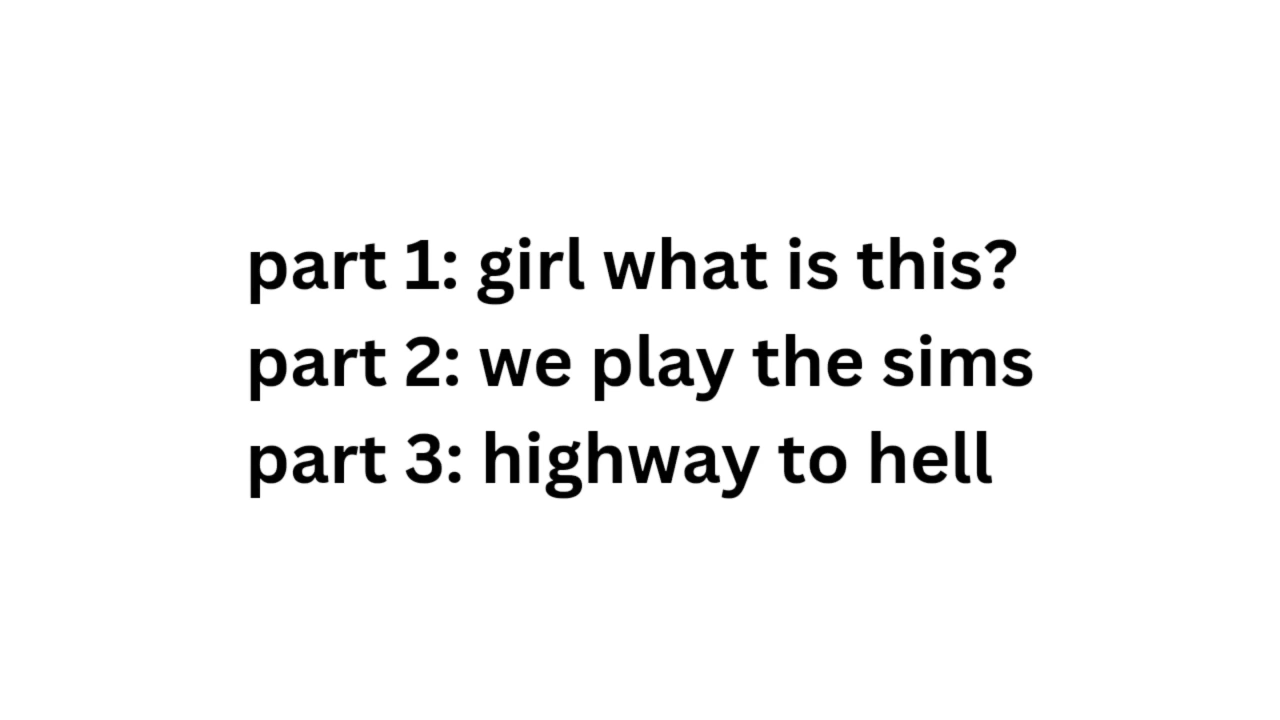 part 1: girl what is this?
part 2: we play the sims
part 3: highway to hell